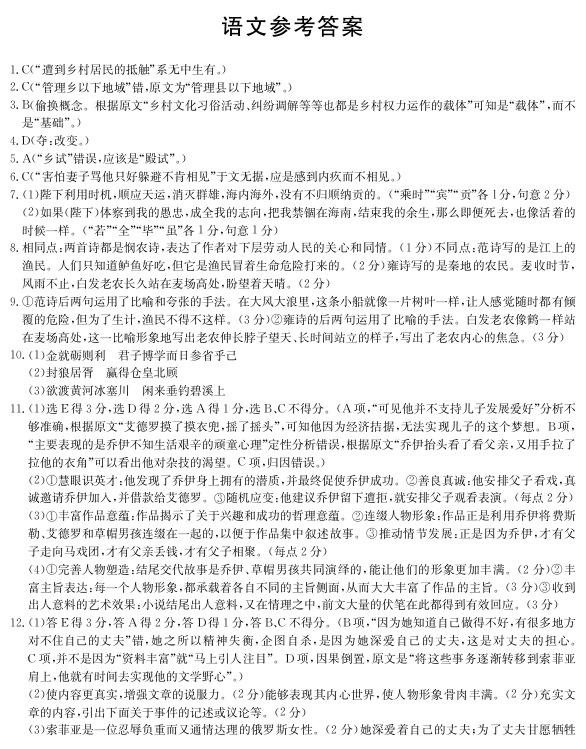 语文参考答案
1.C(“遭到乡村居民的抵触”系无中生有。)
2.C(“管理乡以下地域”错,原文为“管理县以下地域”。)
3.B(偷换概念。根据原文“乡村文化习俗活动、纠纷调解等等也都是乡村权力运作的载体”可知是“载体”,而不
是“基础”。)
4.D(夺:改变。)
5.A(“乡试”错误,应该是“殿试”。)
6.C(“害怕妻子骂他只好躲避不肯相见”于文无据,应是感到内疚而不相见。)
7.(1)陛下利用时机,顺应天运,消灭群雄,海内海外,没有不归顺纳贡的。(“乘时”“宾”“贡”各1分,句意2分)
(2)如果(陛下)体察到我的愚忠,成全我的志向,把我禁锢在海南,结束我的余生,那么即便死去,也像活着的
时候一样。(“若”“全”“毕”“虽”各1分,句意1分)
8.相同点:两首诗都是悯农诗,表达了作者对下层劳动人民的关心和同情。(1分)不同点:范诗写的是江上的
渔民。人们只知道鲈鱼好吃,但它是渔民冒着生命危险打来的。(2分)雍诗写的是秦地的农民。麦收时节,
风雨不止,白发老农长久站在麦场高处,盼望着天晴。(2分)
9.①范诗后两句运用了比喻和夸张的手法。在大风大浪里,这条小船就像一片树叶一样,让人感觉随时都有倾
覆的危险,但为了生计,渔民不得不这样。(3分)②雍诗的后两句运用了比喻的手法。白发老农像鹤一样站
在麦场高处,这一比喻形象地写出老农伸长脖子望天、长时间站立的样子,写出了老农内心的焦急。(3分)
10.(1)金就砺则利　君子博学而日参省乎己
(2)封狼居胥　赢得仓皇北顾
(3)欲渡黄河冰塞川　闲来垂钓碧溪上
11.(1)选E得3分,选D得2分,选A得1分,选B、C不得分。(A项,“可见他并不支持儿子发展爱好”分析不
够准确,根据原文“艾德罗摸了摸衣兜,摇了摇头”,可知他因为经济拮据,无法实现儿子的这个梦想。B项,
“主要表现的是乔伊不知生活艰辛的顽童心理”定性分析错误,根据原文“乔伊抬头看了看父亲,又用手拉了
拉他的衣角”可以看出他对杂技的渴望。C项,归因错误。)
(2)①慧眼识英才:他发现了乔伊身上拥有的潜质,并最终促使乔伊成功。②善良真诚:他安排父子看戏,真
诚邀请乔伊加入,并借款给艾德罗。③随机应变:他建议乔伊留下遭拒,就安排父子观看表演。(每点2分)
(3)①丰富作品意蕴:作品揭示了关于兴趣和成功的哲理意蕴。②连缀人物形象:作品正是利用乔伊将费斯
勒、艾德罗和草帽男孩连缀在一起的,以便于作品集中叙述故事。③推动情节发展:正是因为乔伊,才有父
子走向马戏团,才有父亲丢钱,才有父子相聚。(每点2分)
(4)①完善人物塑造:结尾交代故事是乔伊、草帽男孩共同演绎的,能让他们的形象更加丰满。(2分)②丰
富主旨表达:每一个人物形象,都承载着各自不同的主旨侧面,从而大大丰富了作品的主旨。(3分)③收到
出人意料的艺术效果:小说结尾出人意料,又在情理之中,前文大量的伏笔在此都得到有效回应。(3分)
12.(1)答E得3分,答A得2分,答D得1分,答B、C不得分。(B项,“因为她知道自己做得不好,有很多地方
对不住自己的丈夫”错,她之所以精神失衡,企图自杀,是因为她深爱自己的丈夫,这是对丈夫的担心。
C项,并不是因为“资料丰富”就“马上引人注目”。D项,因果倒置,原文是“将这些事务逐渐转移到索菲亚
肩上,他就有时间去实现他的文学野心”。)
(2)使内容更真实,增强文章的说服力。(2分)能够表现其内心世界,使人物形象骨肉丰满。(2分)充实文
章的内容,引出下面关于事件的记述或议论等。(2分)
(3)索菲亚是一位忍辱负重而又通情达理的俄罗斯女性。(2分)她深爱着自己的丈夫:为了丈夫甘愿牺牲